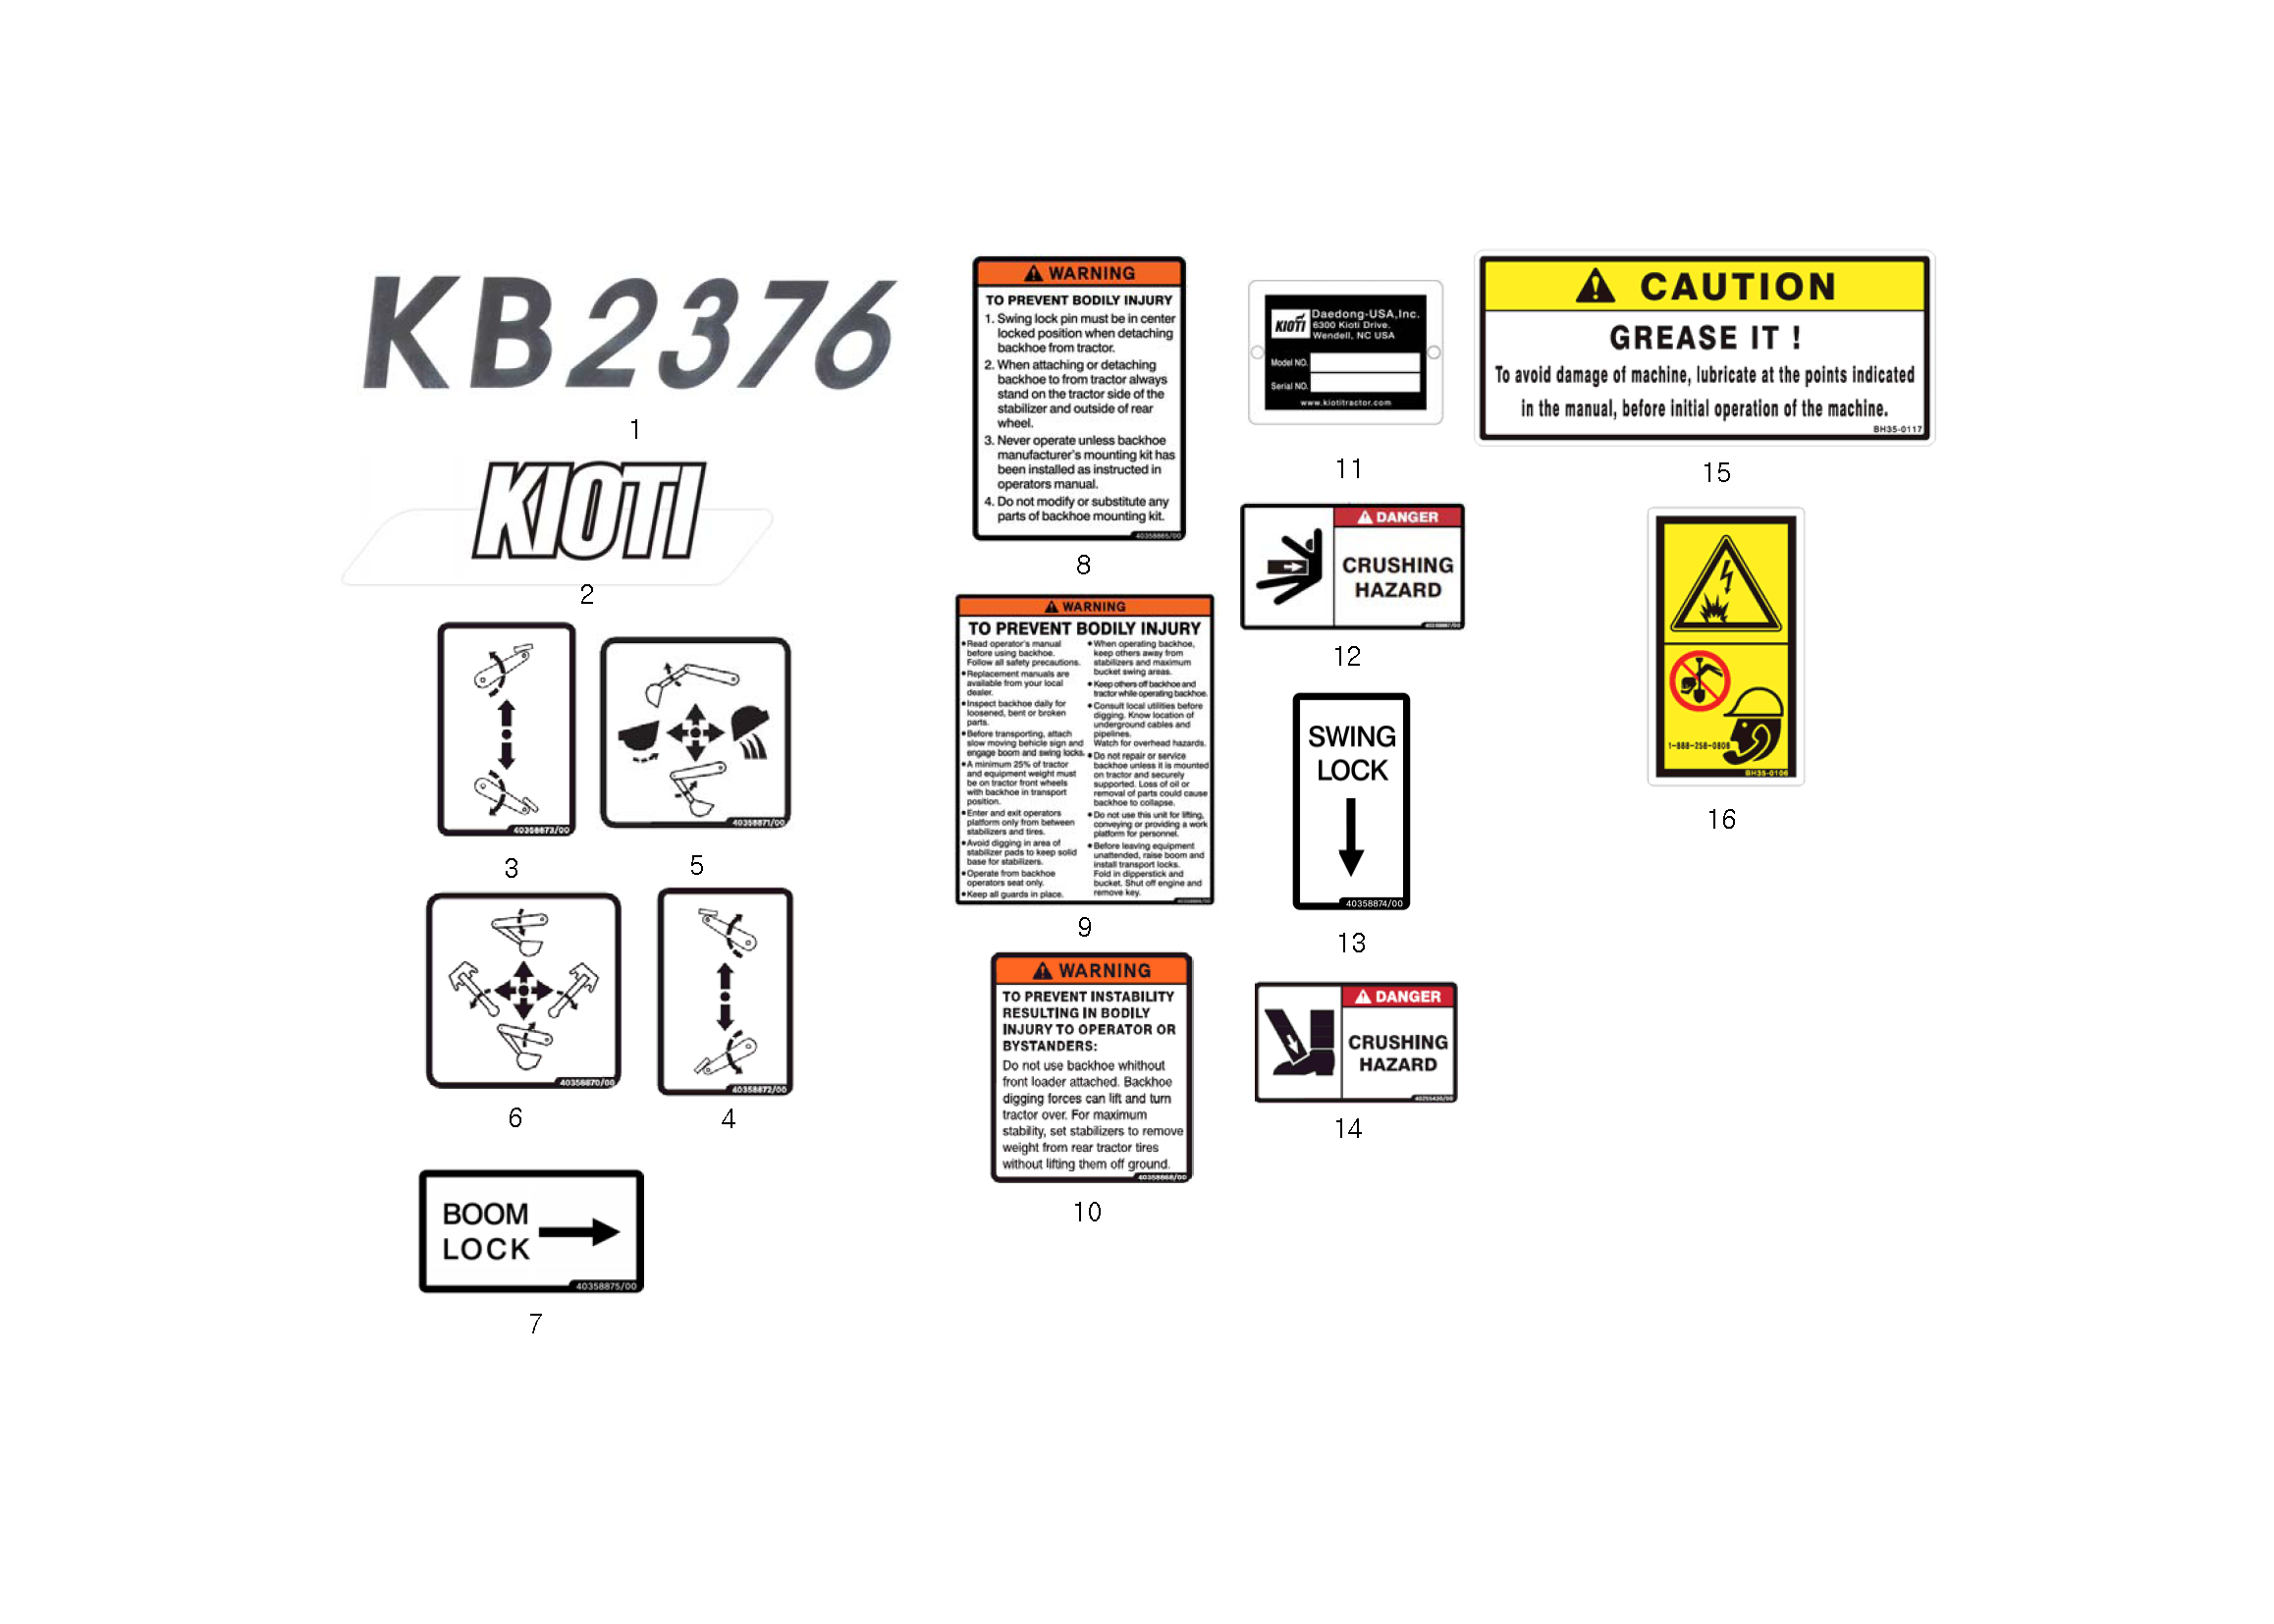 KB2376
1
KIOTI
2
40358873/00
3
40358871/00
5
40358870/00
6
40358872/00
4
BOOM
LOCK
40358875/00
7
WARNING
TO PREVENT BODILY INJURY
1. Swing lock pin must be in center
locked position when detaching
backhoe from tractor.
2. When attaching or detaching
backhoe to from tractor always
stand on the tractor side of the
stabilizer and outside of rear
wheel.
3. Never operate unless backhoe
manufacturer's mounting kit has
been installed as instructed in
operators manual.
4. Do not modify or substitute any
parts of backhoe mounting kit.
40358865/00
8
WARNING
TO PREVENT BODILY INJURY
● Read operator's manual
before using backhoe.
Follow all safety precautions.
● Replacement manuals are
available from your local
dealer.
● Inspect backhoe daily for
loosened, bent or broken
parts.
● Before transporting, attach
slow moving behicle sign and
engage boom and swing locks.
● A minimum 25% of tractor
and equipment weight must
be on tractor front wheels
with backhoe in transport
position.
● Enter and exit operators
platform only from between
stabilizers and tires.
● Avoid digging in area of
stabilizer pads to keep solid
base for stabilizers.
● Operate from backhoe
operators seat only.
● Keep all guards in place.
● When operating backhoe,
keep others away from
stabilizers and maximum
bucket swing areas.
● Keep others off backhoe and
tractor while operating backhoe.
● Consult local utilities before
digging. Know location of
underground cables and
pipelines.
Watch for overhead hazards.
● Do not repair or service
backhoe unless it is mounted
on tractor and securely
supported. Loss of oil or
removal of parts could cause
backhoe to collapse.
● Do not use this unit for lifting,
conveying or providing a work
platform for personnel.
● Before leaving equipment
unattended, raise boom and
install transport locks.
Fold in dipperstick and
bucket. Shut off engine and
remove key.
9
WARNING
TO PREVENT INSTABILITY
RESULTING IN BODILY
INJURY TO OPERATOR OR
BYSTANDERS:
Do not use backhoe whithout
front loader attached. Backhoe
digging forces can lift and turn
tractor over. For maximum
stability, set stabilizers to remove
weight from rear tractor tires
without lifting them off ground.
40358868/00
10
KIOTI
Daedong-USA,Inc.
6300 Kioti Drive.
Wendell, NC USA
Model NO.
Serial NO.
www.kiotitractor.com
11
DANGER
CRUSHING
HAZARD
12
SWING
LOCK
40358874/00
13
DANGER
CRUSHING
HAZARD
14
CAUTION
GREASE IT !
To avoid damage of machine, lubricate at the points indicated
in the manual, before initial operation of the machine.
BH35-0117
15
1-888-258-0808
BH35-0106
16